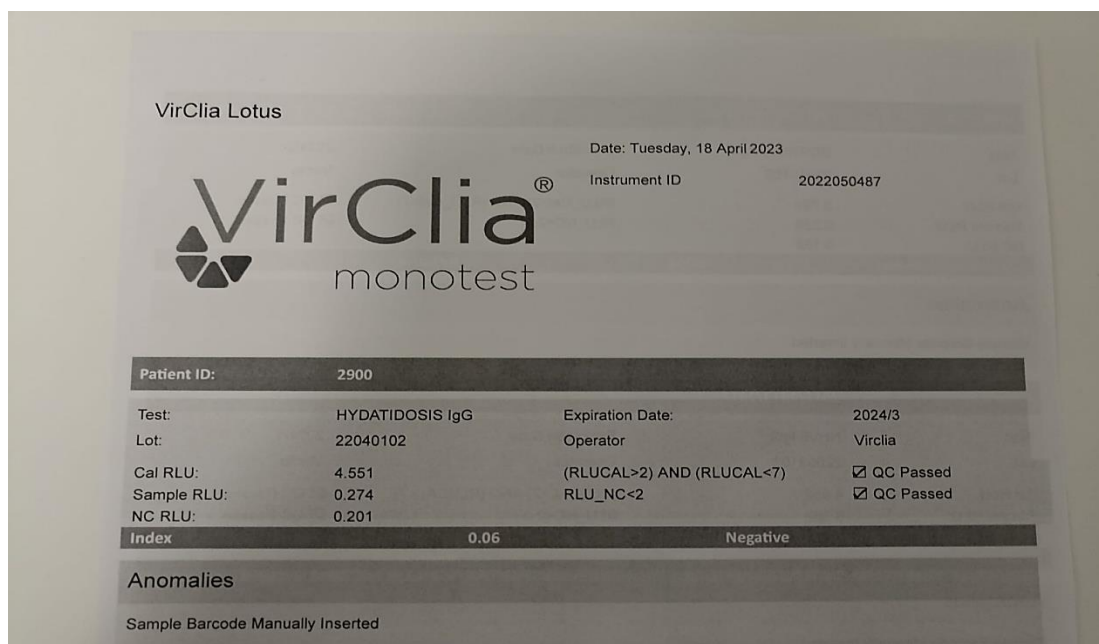 VirClia Lotus
Date: Tuesday, 18 April 2023
Instrument ID 2022050487
VirClia®
monotest
Patient ID: 2900
Test: HYDATIDOSIS IgG Expiration Date: 2024/3
Lot: 22040102 Operator Virclia
Cal RLU: 4.551 (RLUCAL>2) AND (RLUCAL<7) ☑ QC Passed
Sample RLU: 0.274 RLU_NC<2 ☑ QC Passed
NC RLU: 0.201
Index 0.06 Negative
Anomalies
Sample Barcode Manually Inserted